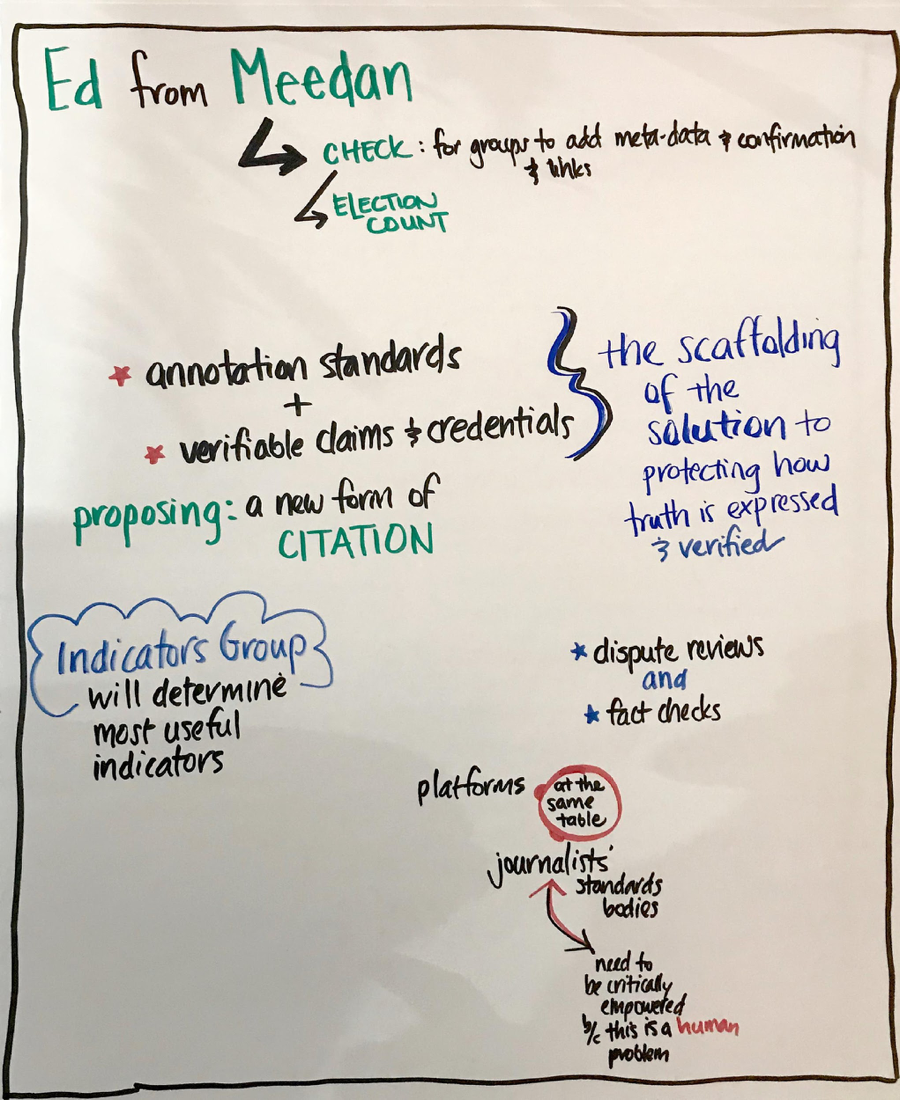 Ed from Meedan
CHECK: for groups to add meta-data & confirmation
& links
ELECTION
COUNT
annotation standards
+
verifiable claims & credentials
the scaffolding
of the
solution to
protecting how
truth is expressed
& verified
proposing: a new form of
CITATION
Indicators Group
will determine
most useful
indicators
dispute reviews
and
fact checks
platforms
at the
same
table
journalists'
standards
bodies
need to
be critically
empowered
b/c this is a human
problem